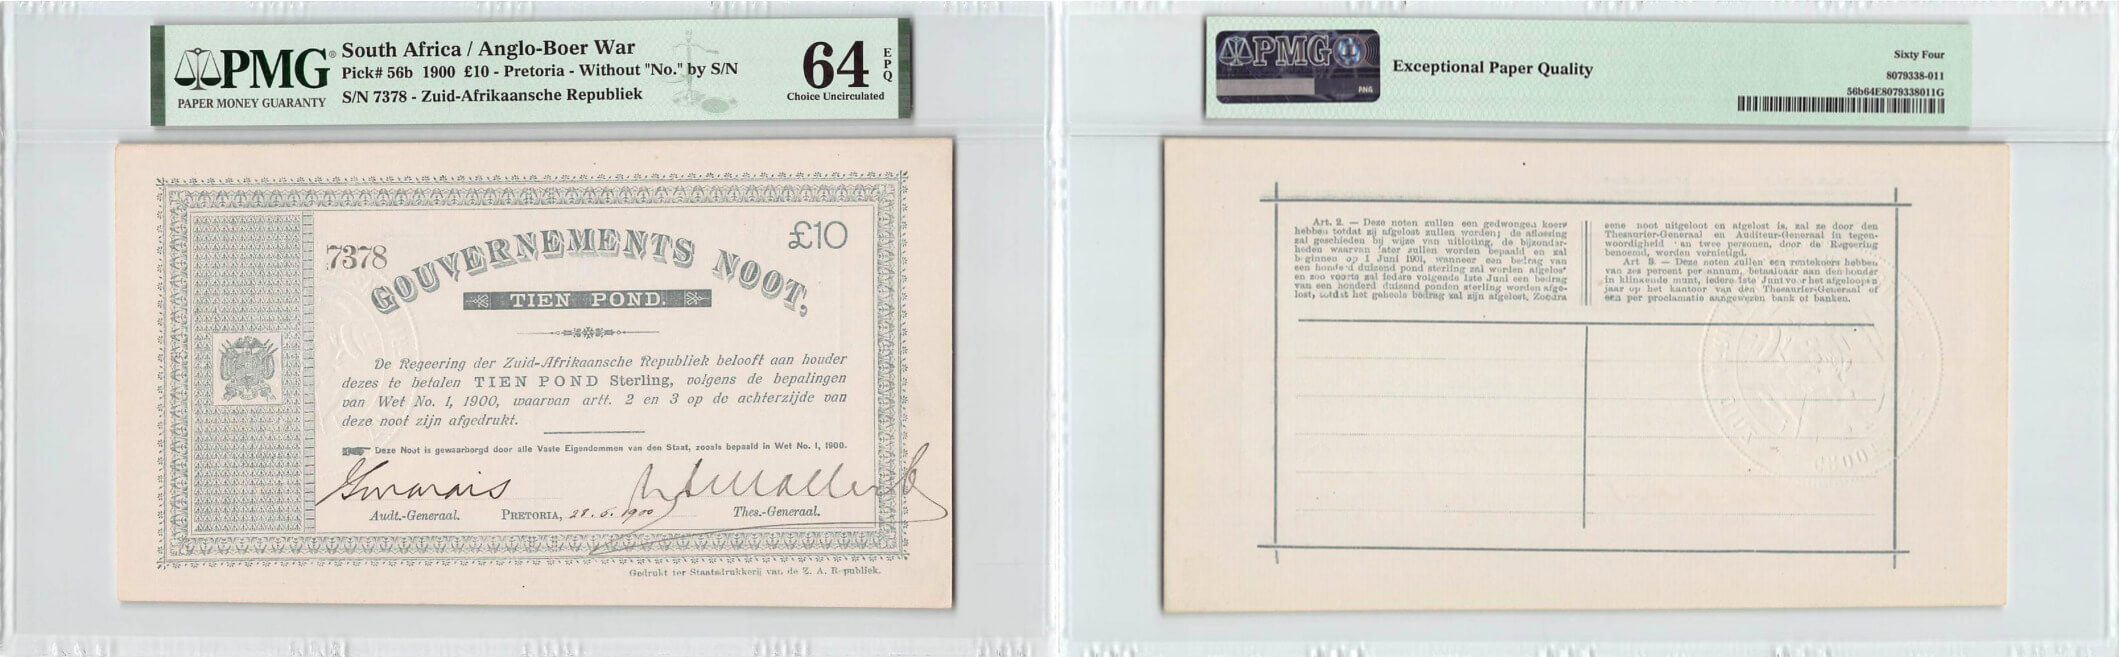 PMG®
PAPER MONEY GUARANTY
South Africa / Anglo-Boer War
Pick# 56b 1900 £10 - Pretoria - Without "No." by S/N
S/N 7378 - Zuid-Afrikaansche Republiek
64
EPQ
Choice Uncirculated
7378
£10
GOUVERNEMENTS NOOT,
TIEN POND.
De Regeering der Zuid-Afrikaansche Republiek belooft aan houder
dezes te betalen TIEN POND Sterling, volgens de bepalingen
van Wet No. 1, 1900, waarvan artt. 2 en 3 op de achterzijde van
deze noot zijn afgedrukt.
Deze Noot is gewaarborgd door alle Vaste Eigendommen van den Staat, zooals bepaald in Wet No. 1, 1900.
Audt.-Generaal.
PRETORIA, 28. 5. 1900
Thes.-Generaal.
Gedrukt ter Staatsdrukkerij van de Z. A. Republiek.
PMG
PMG
Exceptional Paper Quality
Sixty Four
8079338-011
56b64E8079338011G
Art. 2. — Deze noten zullen een gedwongen koers
hebben totdat zij afgelost zullen worden; de aflossing
zal geschieden bij wijze van uitloting, de bijzondar-
heden waarvan later zullen worden bepaald en zal
beginnen op 1 Juni 1901, wanneer een bedrag van
een honderd duizend pond sterling zal worden afgelost
en zoo voorts zal iedere volgende 1ste Juni een bedrag
van een honderd duizend ponden sterling worden afge-
lost, totdat het geheele bedrag zal zijn afgelost. Zoodra
eene noot uitgeloot en afgelost is, zal ze door den
Thesaurier-Generaal en Auditeur-Generaal in tegen-
woordigheid van twee personen, door de Regeering
benoemd, worden vernietigd.
Art 3. — Deze noten zullen een rentekoers hebben
van zes percent per annum, betaalbaar aan den houder
in klinkende munt, iedere 1ste Juni voor het afgeloopen
jaar op het kantoor van den Thesaurier-Generaal of
een per proclamatie aangewezen bank of banken.